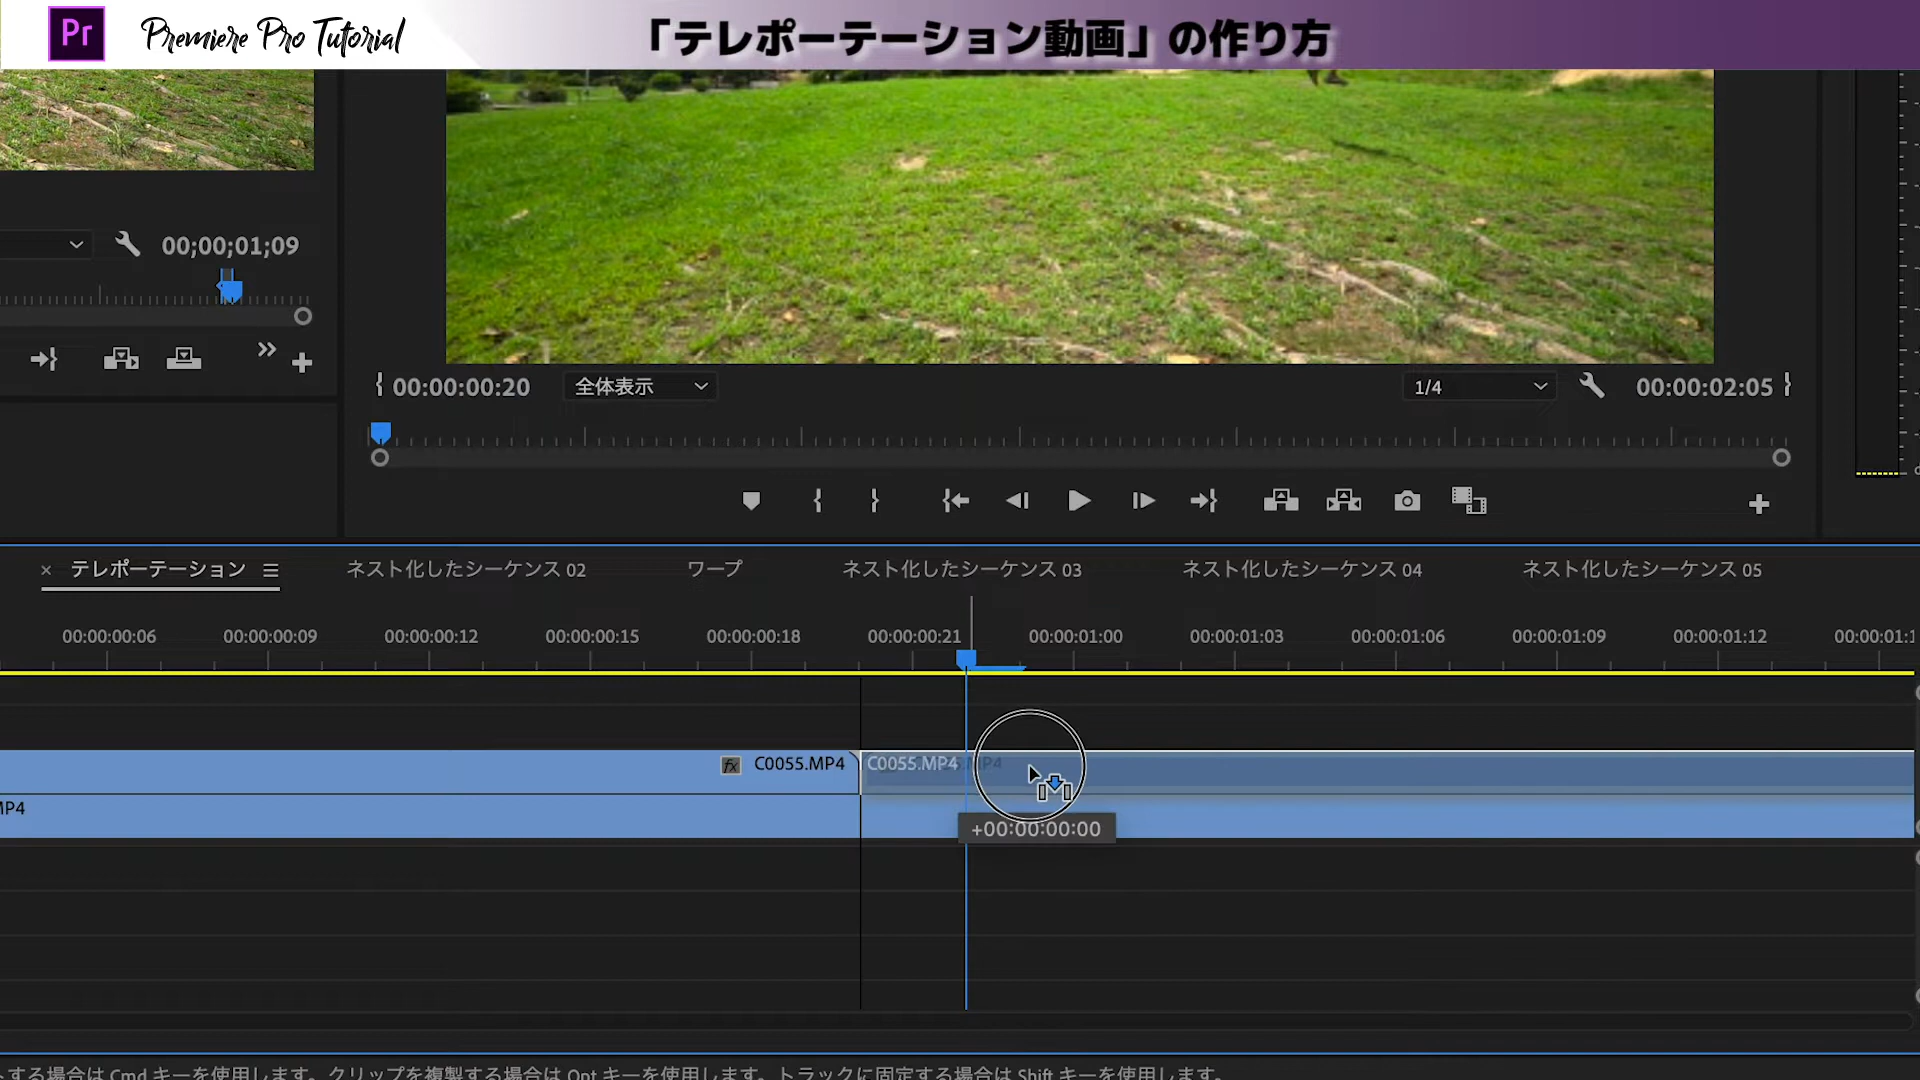 Pr Premiere Pro Tutorial 「テレポーテーション動画」の作り方
00;00;01;09
00:00:00:20 全体表示 1/4 00:00:02:05
× テレポーテーション ネスト化したシーケンス 02 ワープ ネスト化したシーケンス 03 ネスト化したシーケンス 04 ネスト化したシーケンス 05
00:00:00:06 00:00:00:09 00:00:00:12 00:00:00:15 00:00:00:18 00:00:00:21 00:00:01:00 00:00:01:03 00:00:01:06 00:00:01:09 00:00:01:12 00:00:01:1
fx C0055.MP4 C0055.MP4 MP4
MP4
+00:00:00:00
する場合は Cmd キーを使用します。クリップを複製する場合は Opt キーを使用します。トラックに固定する場合は Shift キーを使用します。